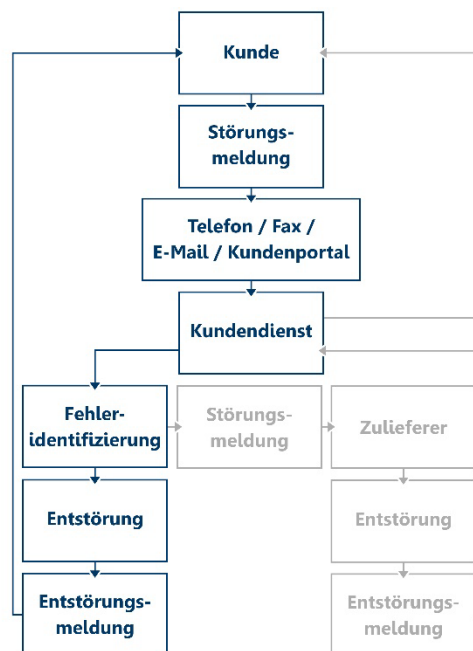 Kunde
Störungs-
meldung
Telefon / Fax /
E-Mail / Kundenportal
Kundendienst
Fehler-
identifizierung
Störungs-
meldung
Zulieferer
Entstörung
Entstörung
Entstörungs-
meldung
Entstörungs-
meldung